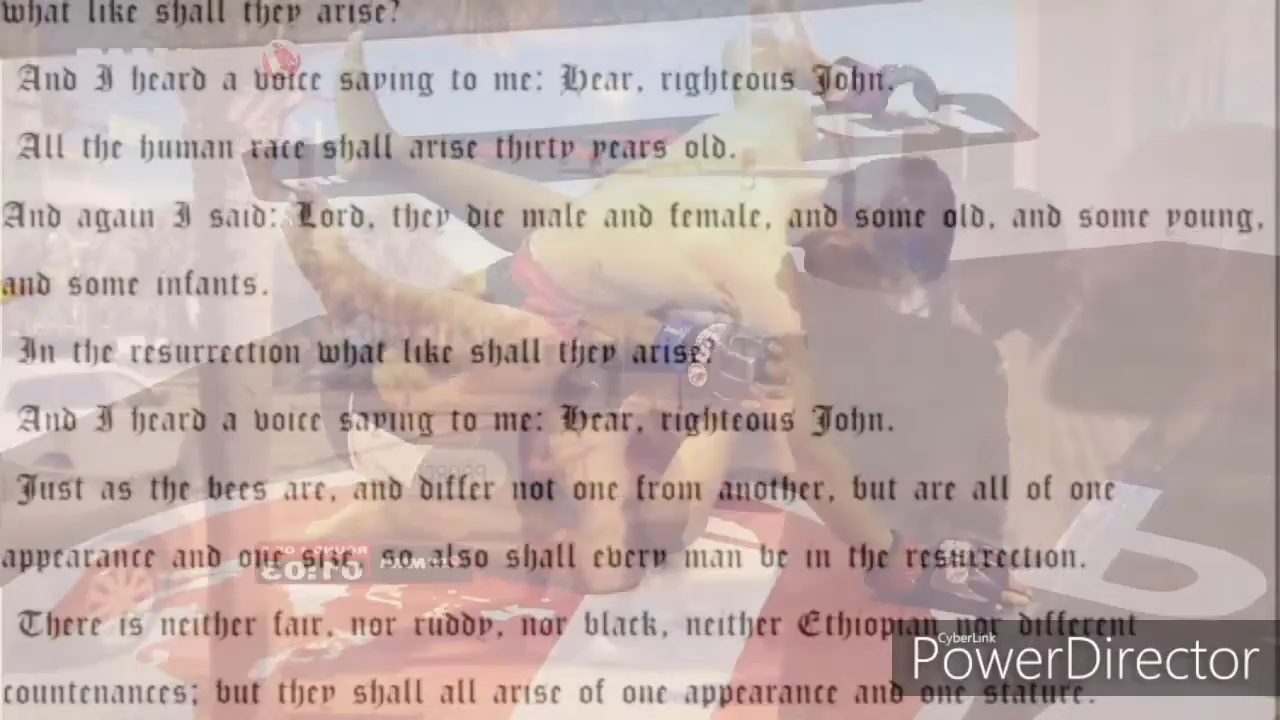 what like shall they arise?
And I heard a voice saying to me: Hear, righteous John.
All the human race shall arise thirty years old.
And again I said: Lord, they die male and female, and some old, and some young,
and some infants.
In the resurrection what like shall they arise?
And I heard a voice saying to me: Hear, righteous John.
Just as the bees are, and differ not one from another, but are all of one
appearance and one size, so also shall every man be in the resurrection.
There is neither fair, nor ruddy, nor black, neither Ethiopian nor different
countenances; but they shall all arise of one appearance and one stature.
CyberLink
PowerDirector